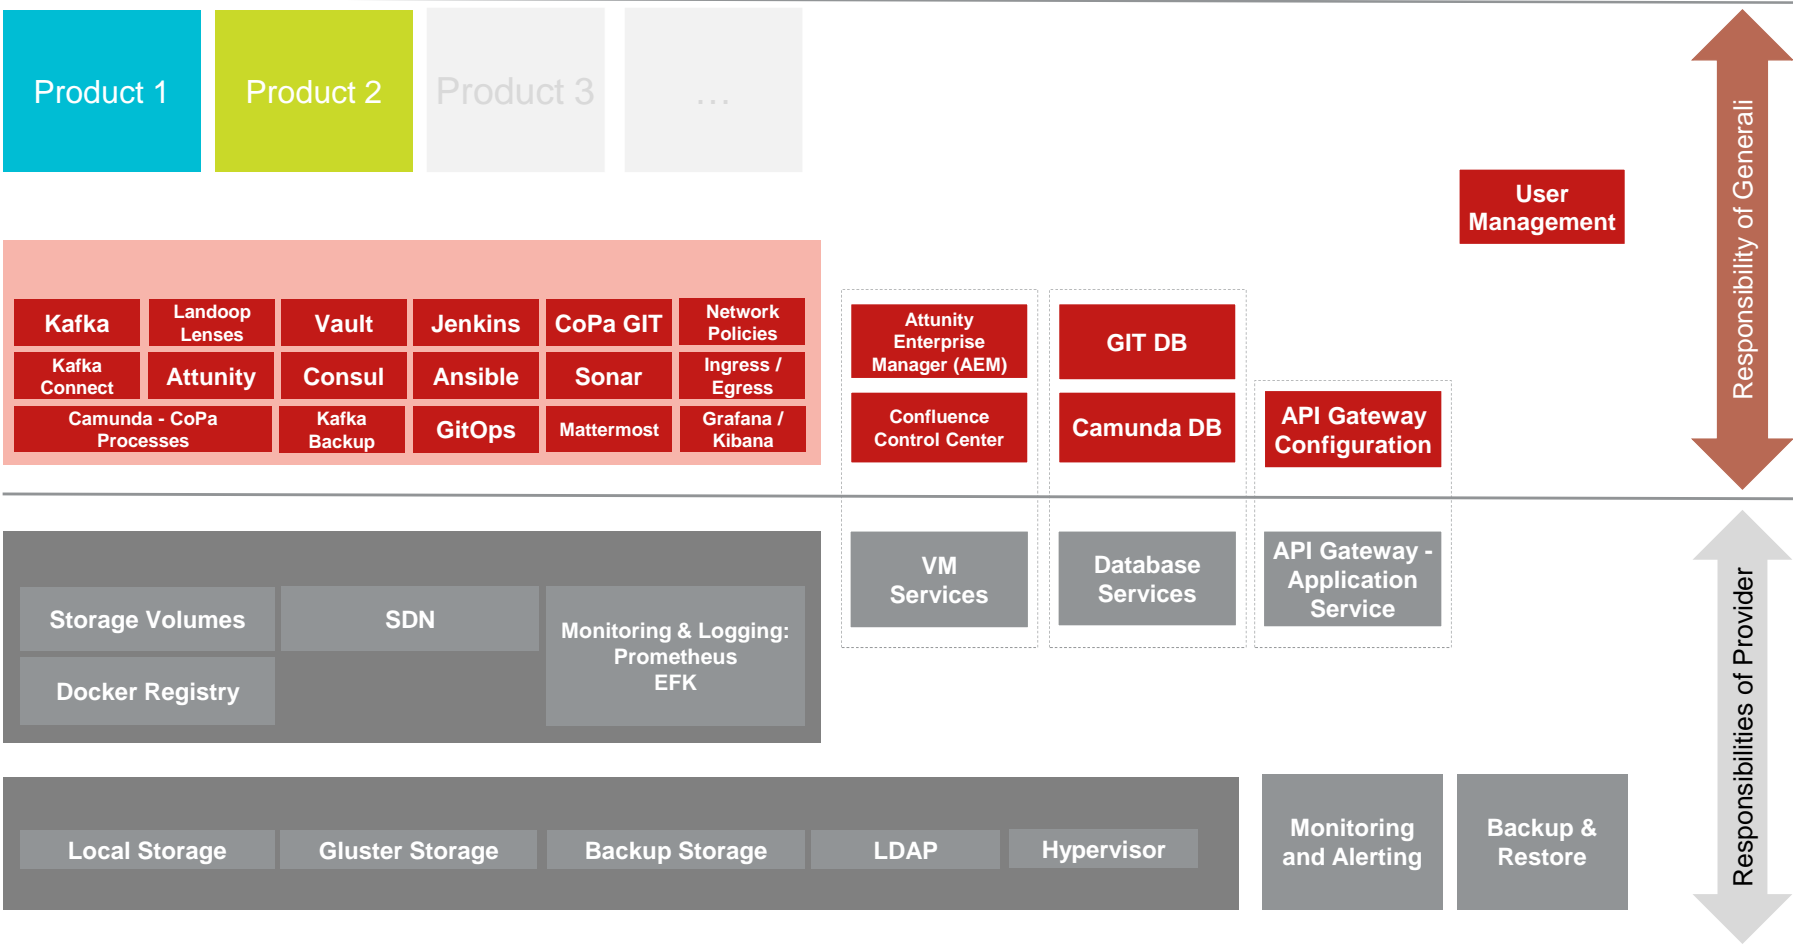 Product 1
Product 2
Product 3
...
Responsibility of Generali
User
Management
Kafka
Landoop
Lenses
Vault
Jenkins
CoPa GIT
Network
Policies
Kafka
Connect
Attunity
Consul
Ansible
Sonar
Ingress /
Egress
Camunda - CoPa
Processes
Kafka
Backup
GitOps
Mattermost
Grafana /
Kibana
Attunity
Enterprise
Manager (AEM)
GIT DB
Confluence
Control Center
Camunda DB
API Gateway
Configuration
VM
Services
Database
Services
API Gateway -
Application
Service
Responsibilities of Provider
Storage Volumes
SDN
Monitoring & Logging:
Prometheus
EFK
Docker Registry
Local Storage
Gluster Storage
Backup Storage
LDAP
Hypervisor
Monitoring
and Alerting
Backup &
Restore